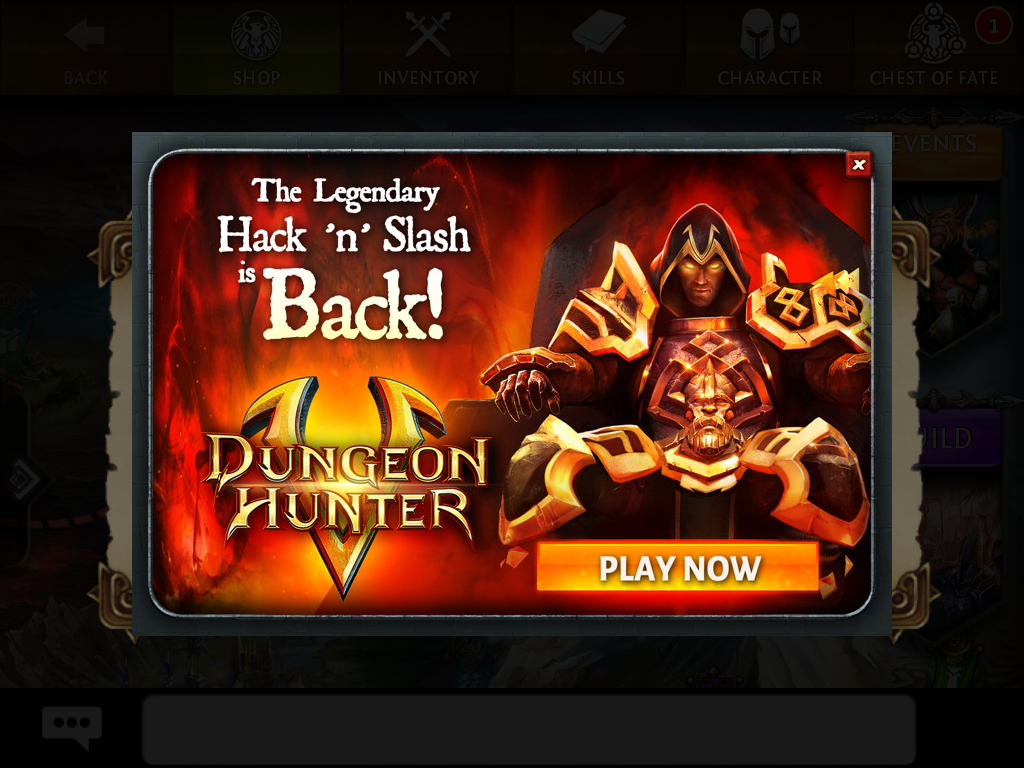 BACK
SHOP
INVENTORY
SKILLS
CHARACTER
CHEST OF FATE
1
EVENTS
The Legendary
Hack 'n' Slash
is Back!
DUNGEON
HUNTER
V
UILD
PLAY NOW